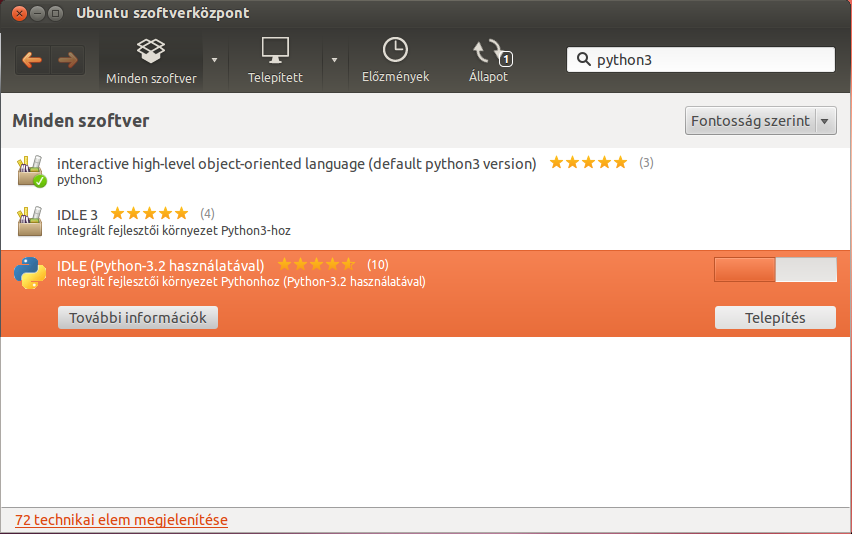 Ubuntu szoftverközpont
Minden szoftver
Telepített
Előzmények
Állapot
1
python3
Minden szoftver
Fontosság szerint
interactive high-level object-oriented language (default python3 version) (3)
python3
IDLE 3 (4)
Integrált fejlesztői környezet Python3-hoz
IDLE (Python-3.2 használatával) (10)
Integrált fejlesztői környezet Pythonhoz (Python-3.2 használatával)
További információk
Telepítés
72 technikai elem megjelenítése